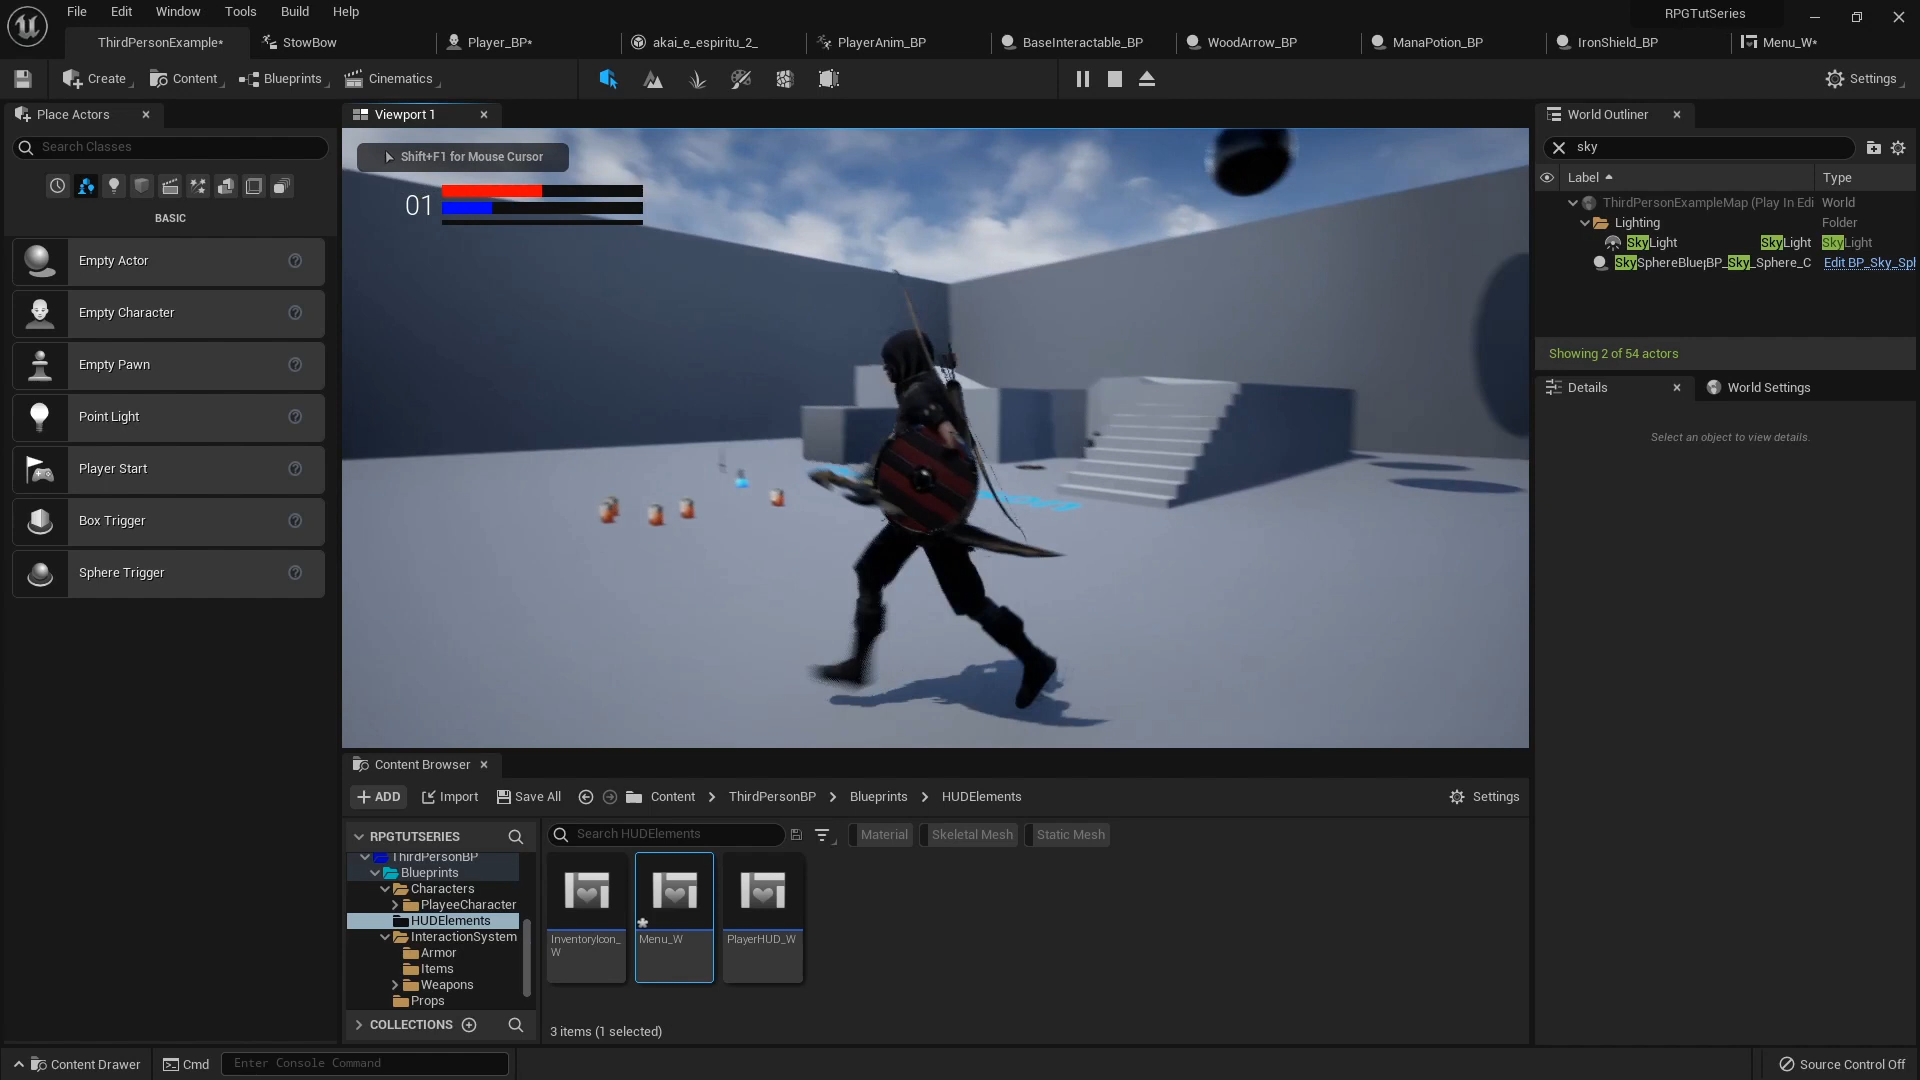 File Edit Window Tools Build Help RPGTutSeries
ThirdPersonExample* StowBow Player_BP* akai_e_espiritu_2_ PlayerAnim_BP BaseInteractable_BP WoodArrow_BP ManaPotion_BP IronShield_BP Menu_W*
Create Content Blueprints Cinematics Settings
Place Actors
Search Classes
BASIC
Empty Actor
Empty Character
Empty Pawn
Point Light
Player Start
Box Trigger
Sphere Trigger
Viewport 1
Shift+F1 for Mouse Cursor
01
World Outliner
sky
Label Type
ThirdPersonExampleMap (Play In Edi World
Lighting Folder
SkyLight SkyLight SkyLight
SkySphereBlue BP_Sky_Sphere_C Edit BP_Sky_Sph
Showing 2 of 54 actors
Details World Settings
Select an object to view details.
Content Browser
ADD Import Save All Content ThirdPersonBP Blueprints HUDElements Settings
RPGTUTSERIES
ThirdPersonBP
Blueprints
Characters
PlayeeCharacter
HUDElements
InteractionSystem
Armor
Items
Weapons
Props
COLLECTIONS
Search HUDElements Material Skeletal Mesh Static Mesh
InventoryIcon_
W
Menu_W
PlayerHUD_W
3 items (1 selected)
Content Drawer Cmd Enter Console Command Source Control Off